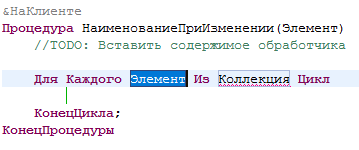 &НаКлиенте
Процедура НаименованиеПриИзменении(Элемент)
//TODO: Вставить содержимое обработчика
Для Каждого Элемент Из Коллекция Цикл
КонецЦикла;
КонецПроцедуры